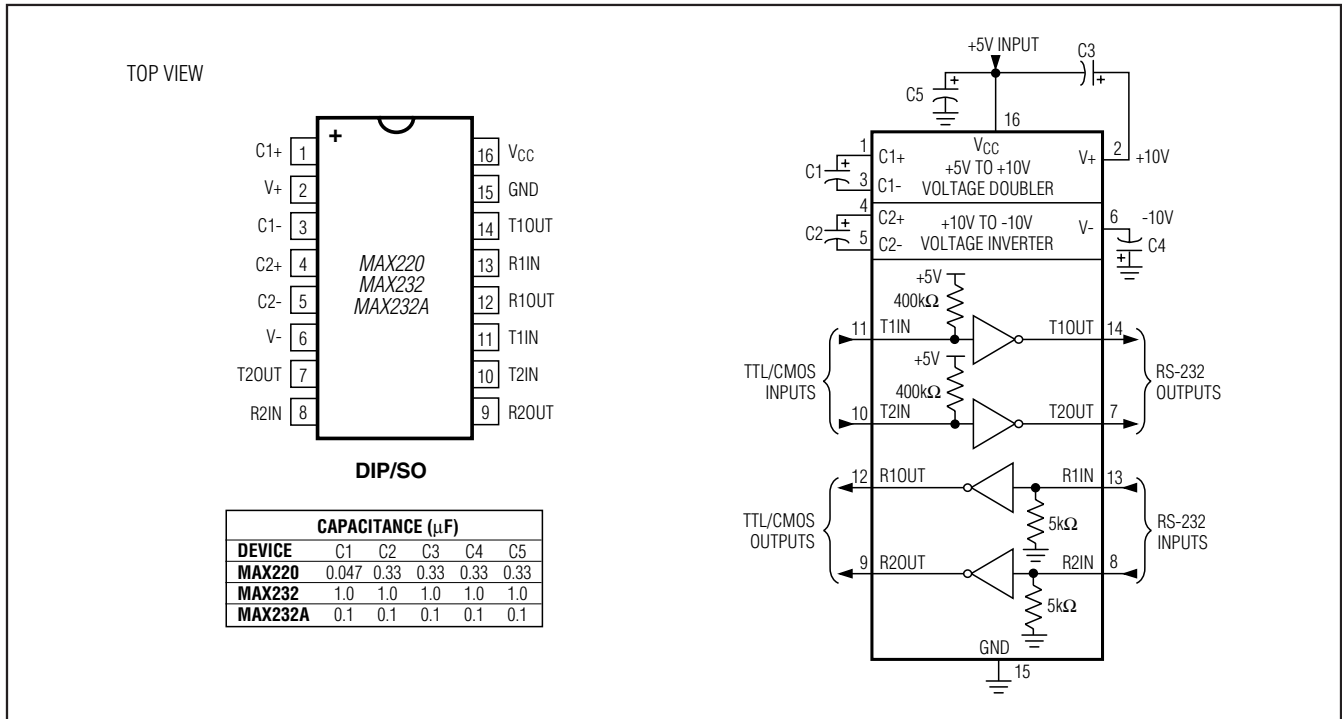 TOP VIEW
+
C1+ 1
V+ 2
C1- 3
C2+ 4
C2- 5
V- 6
T2OUT 7
R2IN 8
16 VCC
15 GND
14 T1OUT
13 R1IN
12 R1OUT
11 T1IN
10 T2IN
9 R2OUT
MAX220
MAX232
MAX232A
DIP/SO
CAPACITANCE (μF)
DEVICE C1 C2 C3 C4 C5
MAX220 0.047 0.33 0.33 0.33 0.33
MAX232 1.0 1.0 1.0 1.0 1.0
MAX232A 0.1 0.1 0.1 0.1 0.1
+5V INPUT
C3
+
C5
+
16
VCC
+5V TO +10V
VOLTAGE DOUBLER
1
C1+
C1
+
3
C1-
V+
2
+10V
4
C2+
C2
+
5
C2-
+10V TO -10V
VOLTAGE INVERTER
V-
6
-10V
C4
+
+5V
400kΩ
11
T1IN
T1OUT
14
+5V
400kΩ
TTL/CMOS
INPUTS
RS-232
OUTPUTS
10
T2IN
T2OUT
7
12
R1OUT
R1IN
13
5kΩ
TTL/CMOS
OUTPUTS
RS-232
INPUTS
9
R2OUT
R2IN
8
5kΩ
GND
15